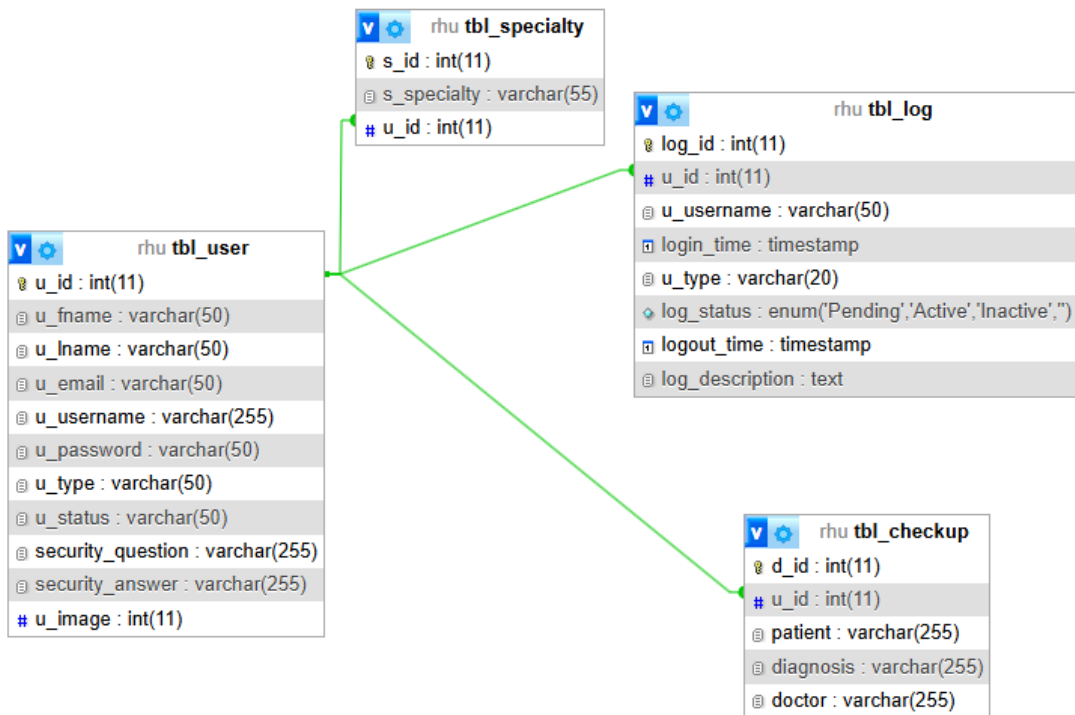 v rhu tbl_specialty
s_id : int(11)
s_specialty : varchar(55)
# u_id : int(11)
v rhu tbl_log
log_id : int(11)
# u_id : int(11)
u_username : varchar(50)
login_time : timestamp
u_type : varchar(20)
log_status : enum('Pending','Active','Inactive','')
logout_time : timestamp
log_description : text
v rhu tbl_user
u_id : int(11)
u_fname : varchar(50)
u_lname : varchar(50)
u_email : varchar(50)
u_username : varchar(255)
u_password : varchar(50)
u_type : varchar(50)
u_status : varchar(50)
security_question : varchar(255)
security_answer : varchar(255)
# u_image : int(11)
v rhu tbl_checkup
d_id : int(11)
# u_id : int(11)
patient : varchar(255)
diagnosis : varchar(255)
doctor : varchar(255)